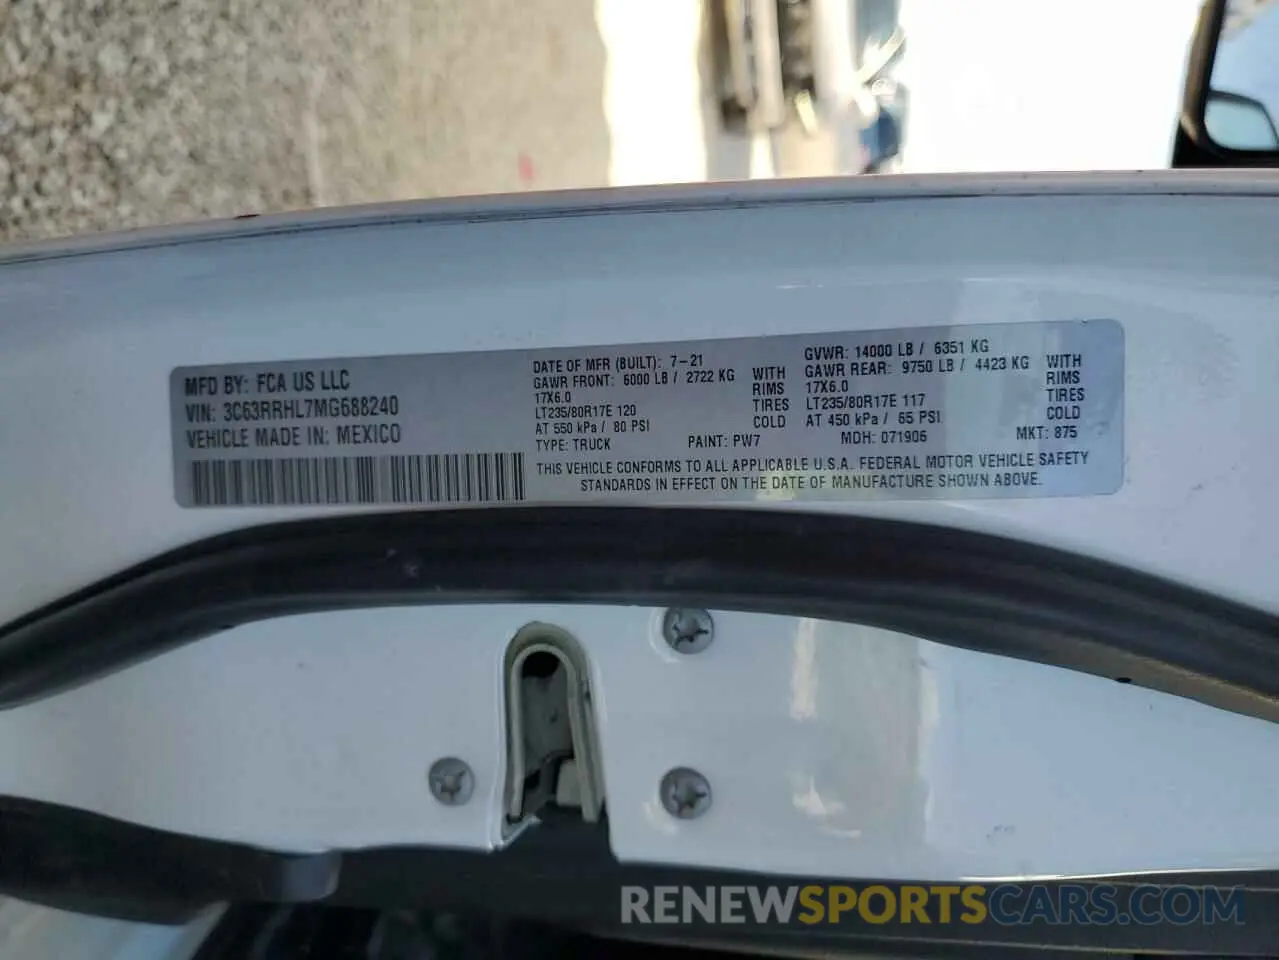 MFD BY: FCA US LLC
VIN: 3C63RRHL7MG688240
VEHICLE MADE IN: MEXICO
DATE OF MFR (BUILT): 7-21
GAWR FRONT: 6000 LB / 2722 KG WITH
17X6.0 RIMS
LT235/80R17E 120 TIRES
AT 550 kPa / 80 PSI COLD
TYPE: TRUCK PAINT: PW7
GVWR: 14000 LB / 6351 KG
GAWR REAR: 9750 LB / 4423 KG WITH
17X6.0 RIMS
LT235/80R17E 117 TIRES
AT 450 kPa / 65 PSI COLD
MDH: 071906 MKT: 875
THIS VEHICLE CONFORMS TO ALL APPLICABLE U.S.A. FEDERAL MOTOR VEHICLE SAFETY
STANDARDS IN EFFECT ON THE DATE OF MANUFACTURE SHOWN ABOVE.
RENEWSPORTSCARS.COM